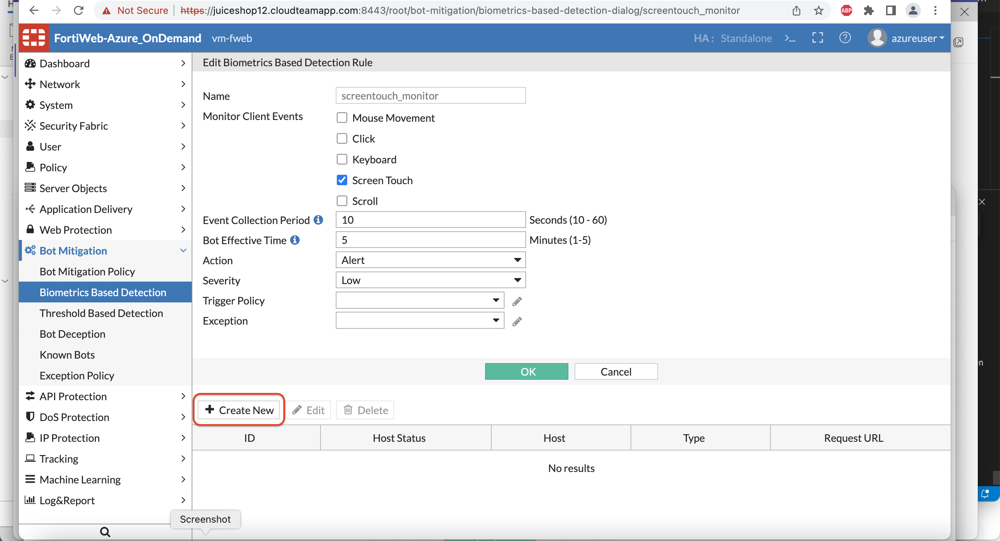 Not Secure | https://juiceshop12.cloudteamapp.com:8443/root/bot-mitigation/biometrics-based-detection-dialog/screentouch_monitor
ABP
FortiWeb-Azure_OnDemand vm-fweb
HA: Standalone
azureuser
Dashboard
Network
System
Security Fabric
User
Policy
Server Objects
Application Delivery
Web Protection
Bot Mitigation
Bot Mitigation Policy
Biometrics Based Detection
Threshold Based Detection
Bot Deception
Known Bots
Exception Policy
API Protection
DoS Protection
IP Protection
Tracking
Machine Learning
Log&Report
Edit Biometrics Based Detection Rule
Name screentouch_monitor
Monitor Client Events Mouse Movement
Click
Keyboard
Screen Touch
Scroll
Event Collection Period 10 Seconds (10 - 60)
Bot Effective Time 5 Minutes (1-5)
Action Alert
Severity Low
Trigger Policy
Exception
OK Cancel
+ Create New Edit Delete
ID Host Status Host Type Request URL
No results
Screenshot